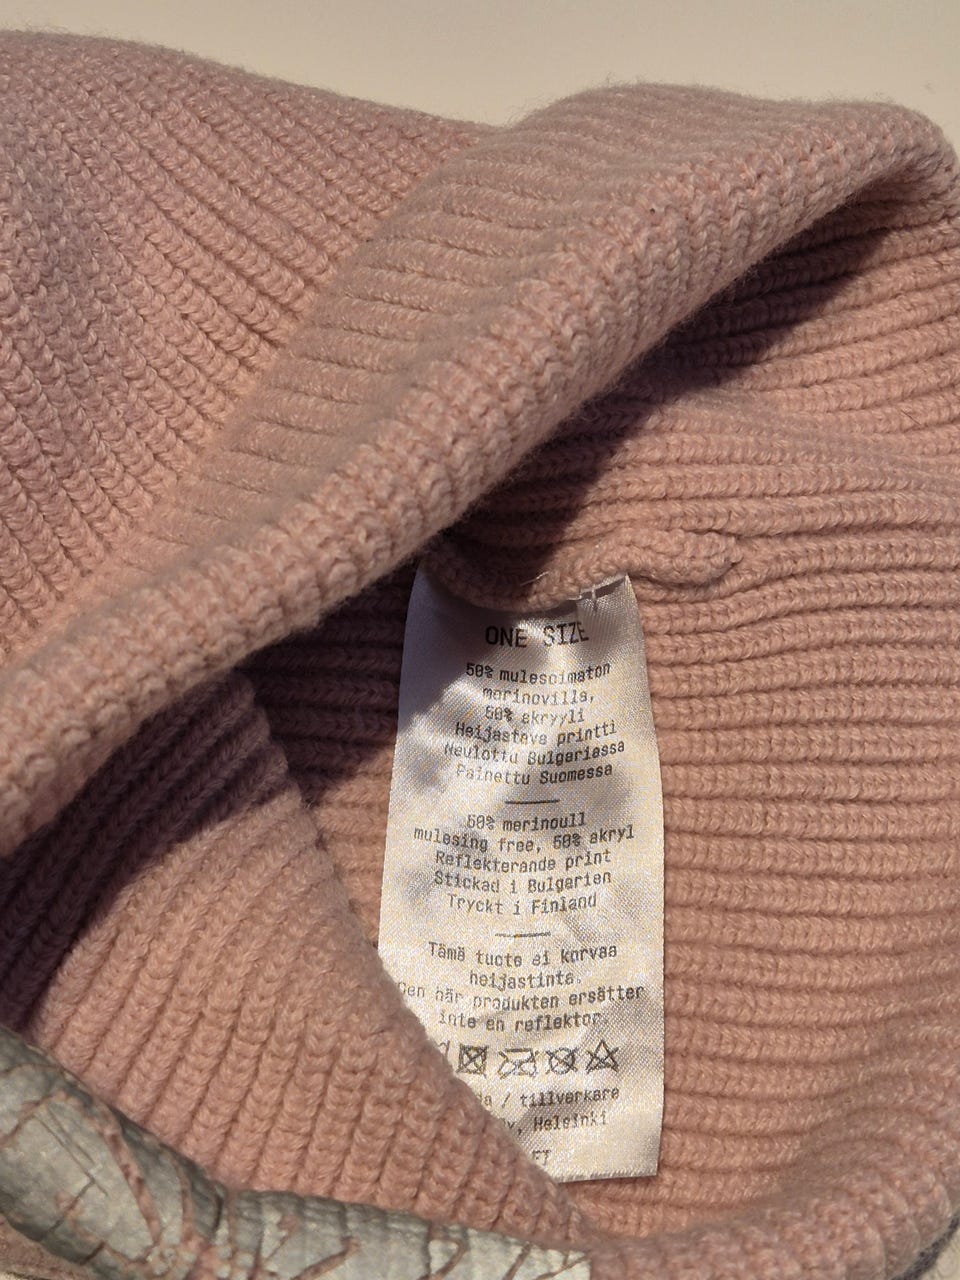 ONE SIZE
50% mulesoimaton
merinovilla,
50% akryyli
Heijastava printti
Neulottu Bulgariassa
Painettu Suomessa
50% merinoull
mulesing free, 50% akryl
Reflekterande print
Stickad i Bulgarien
Tryckt i Finland
Tämä tuote ei korvaa
heijastinta.
Den här produkten ersätter
inte en reflektor.
/ tillverkare
Helsinki